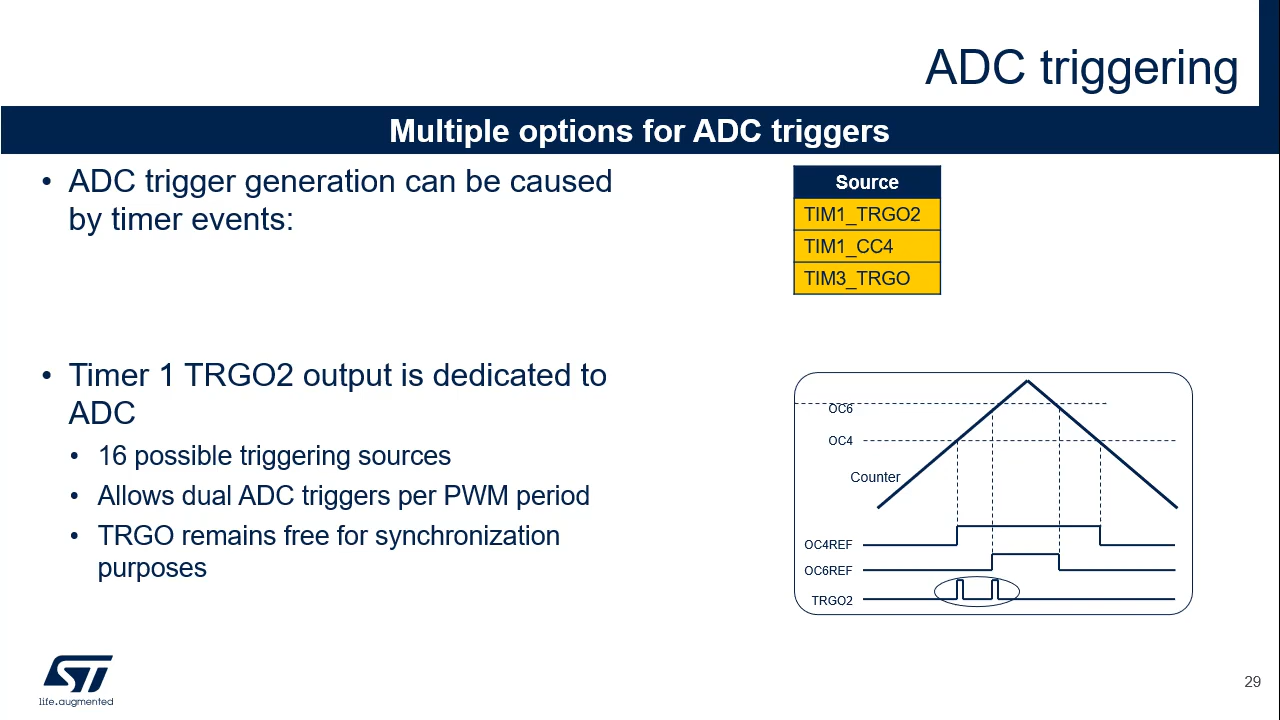 ADC triggering
Multiple options for ADC triggers
• ADC trigger generation can be caused
by timer events:
Source
TIM1_TRGO2
TIM1_CC4
TIM3_TRGO
• Timer 1 TRGO2 output is dedicated to
ADC
• 16 possible triggering sources
• Allows dual ADC triggers per PWM period
• TRGO remains free for synchronization
purposes
OC6
OC4
Counter
OC4REF
OC6REF
TRGO2
ST
life.augmented
29